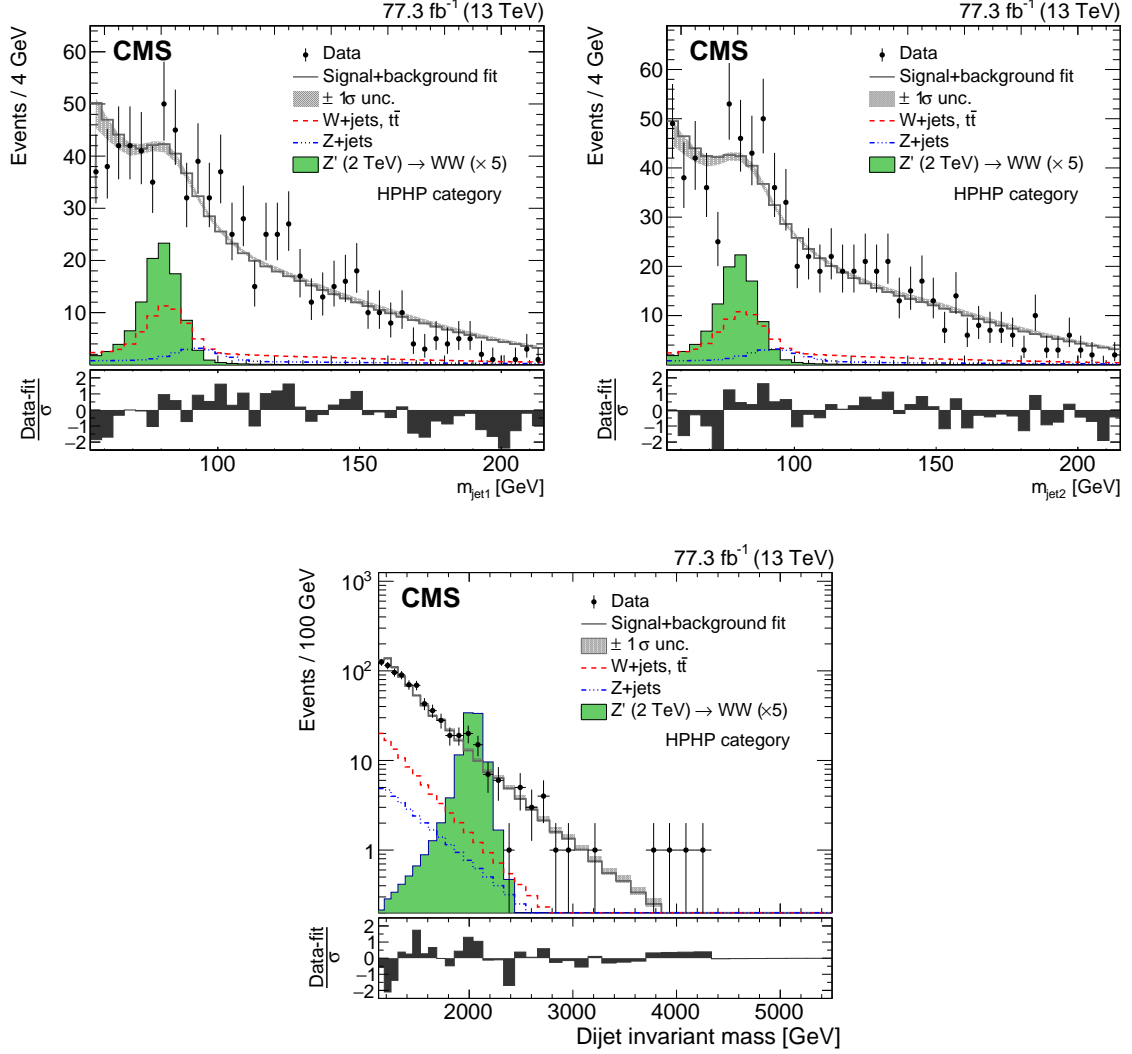 77.3 fb⁻¹ (13 TeV)
CMS
Data
Signal+background fit
± 1σ unc.
W+jets, tt̄
Z+jets
Z' (2 TeV) → WW (× 5)
HPHP category
Events / 4 GeV
60
50
40
30
20
10
0
Data-fit
σ
2
1
0
−1
−2
100
150
200
m_jet1 [GeV]
77.3 fb⁻¹ (13 TeV)
CMS
Data
Signal+background fit
± 1σ unc.
W+jets, tt̄
Z+jets
Z' (2 TeV) → WW (× 5)
HPHP category
Events / 4 GeV
60
50
40
30
20
10
0
Data-fit
σ
2
1
0
−1
−2
100
150
200
m_jet2 [GeV]
77.3 fb⁻¹ (13 TeV)
CMS
Data
Signal+background fit
± 1σ unc.
W+jets, tt̄
Z+jets
Z' (2 TeV) → WW (×5)
HPHP category
Events / 100 GeV
10³
10²
10
1
Data-fit
σ
2
1
0
−1
−2
2000
3000
4000
5000
Dijet invariant mass [GeV]